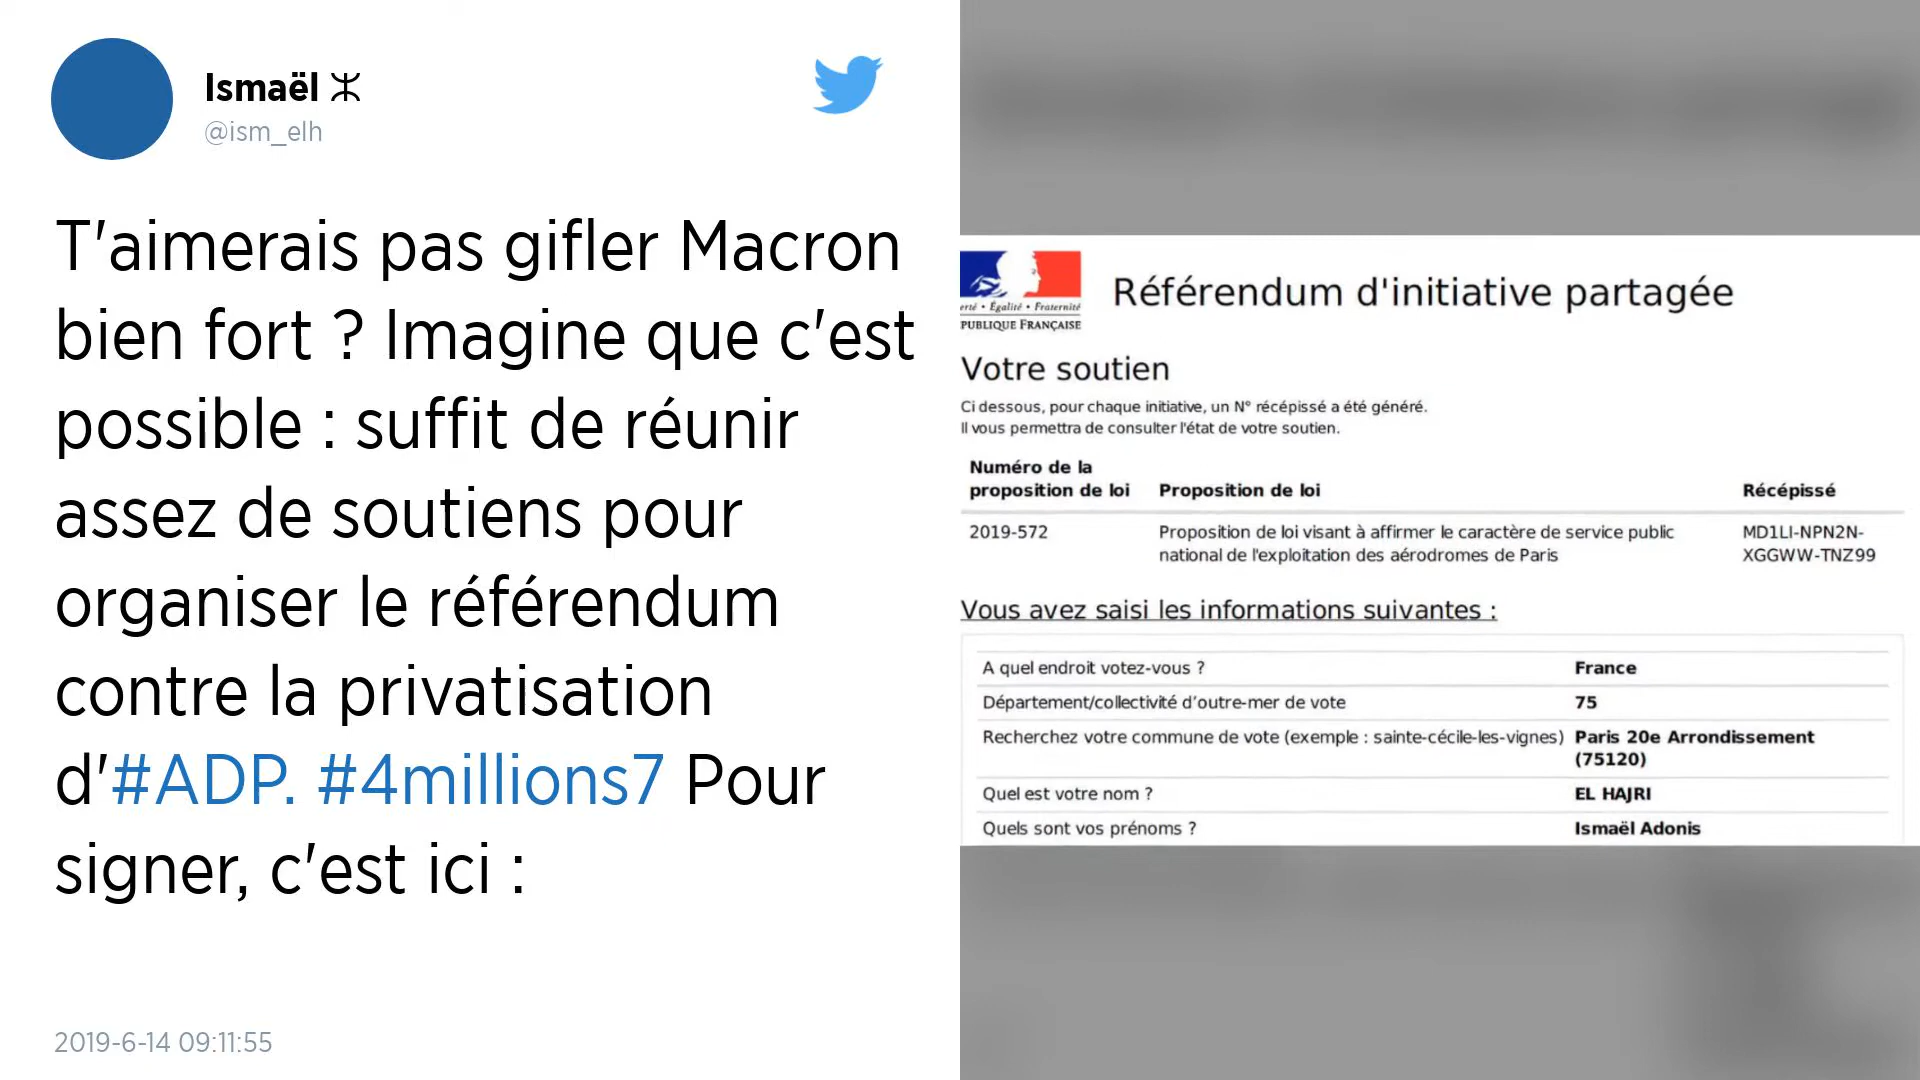 Ismaël ⵣ
@ism_elh
T'aimerais pas gifler Macron
bien fort ? Imagine que c'est
possible : suffit de réunir
assez de soutiens pour
organiser le référendum
contre la privatisation
d'#ADP. #4millions7 Pour
signer, c'est ici :
2019-6-14 09:11:55
erté • Égalité • Fraternité
PUBLIQUE FRANÇAISE
Référendum d'initiative partagée
Votre soutien
Ci dessous, pour chaque initiative, un N° récépissé a été généré.
Il vous permettra de consulter l'état de votre soutien.
Numéro de la
proposition de loi Proposition de loi Récépissé
2019-572 Proposition de loi visant à affirmer le caractère de service public MD1LI-NPN2N-
national de l'exploitation des aérodromes de Paris XGGWW-TNZ99
Vous avez saisi les informations suivantes :
A quel endroit votez-vous ? France
Département/collectivité d’outre-mer de vote 75
Recherchez votre commune de vote (exemple : sainte-cécile-les-vignes) Paris 20e Arrondissement
(75120)
Quel est votre nom ? EL HAJRI
Quels sont vos prénoms ? Ismaël Adonis